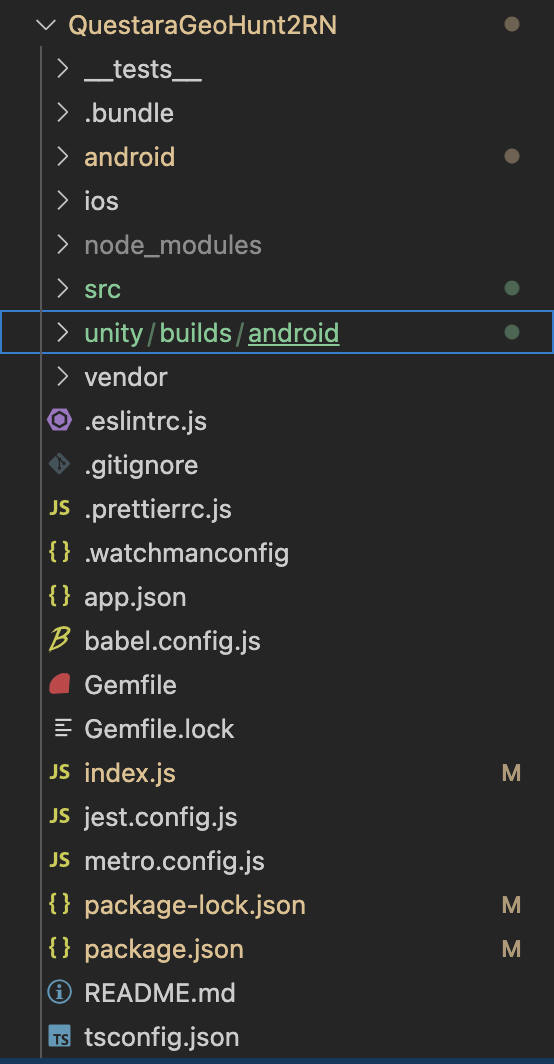 QuestaraGeoHunt2RN
__tests__
.bundle
android
ios
node_modules
src
unity/builds/android
vendor
.eslintrc.js
.gitignore
JS .prettierrc.js
{} .watchmanconfig
{} app.json
babel.config.js
Gemfile
Gemfile.lock
JS index.js M
JS jest.config.js
JS metro.config.js
{} package-lock.json M
{} package.json M
README.md
TS tsconfig.json